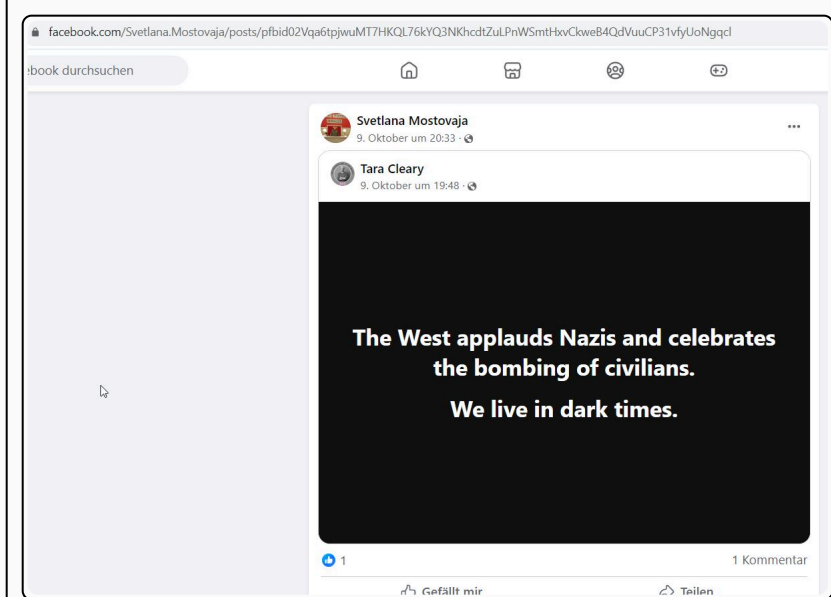 facebook.com/Svetlana.Mostovaja/posts/pfbid02Vqa6tpjwuMT7HKQL76kYQ3NKhcdtZuLPnWSmtHxvCkweB4QdVuuCP31vfyUoNgqcl
ebook durchsuchen
Svetlana Mostovaja
9. Oktober um 20:33 ·
Tara Cleary
9. Oktober um 19:48 ·
The West applauds Nazis and celebrates
the bombing of civilians.
We live in dark times.
1
1 Kommentar
Gefällt mir
Teilen